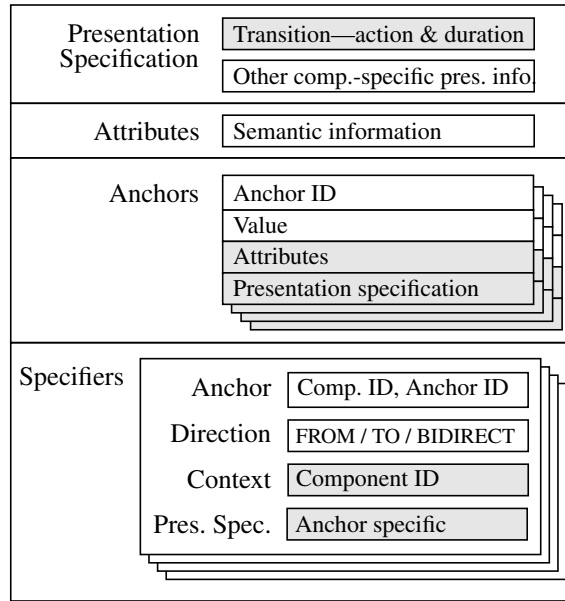 Presentation
Specification
Transition—action & duration
Other comp.-specific pres. info.
Attributes
Semantic information
Anchors
Anchor ID
Value
Attributes
Presentation specification
Specifiers
Anchor
Comp. ID, Anchor ID
Direction
FROM / TO / BIDIRECT
Context
Component ID
Pres. Spec.
Anchor specific